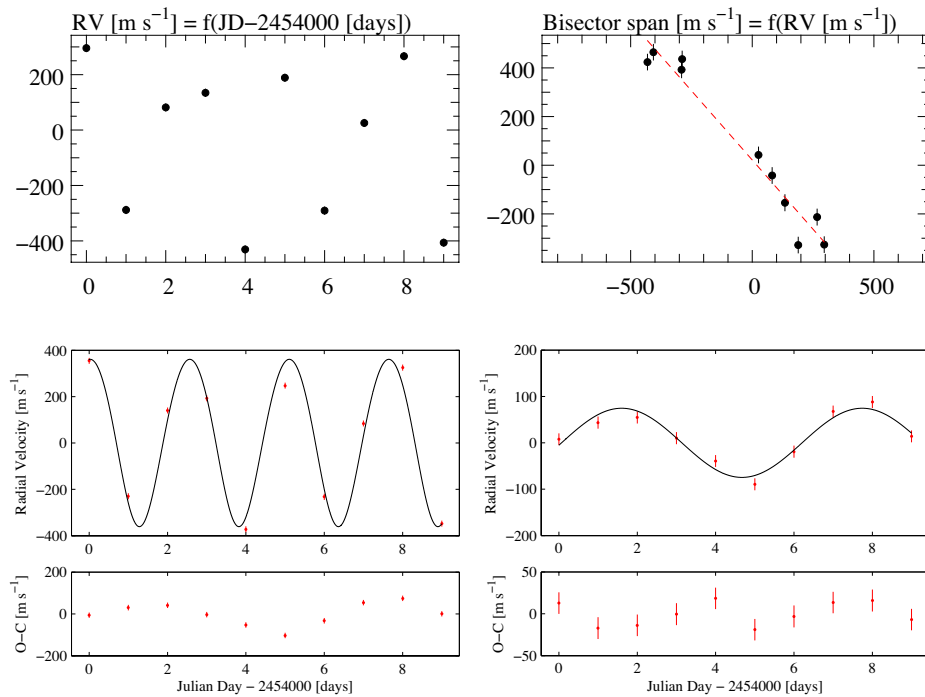 RV [m s⁻¹] = f(JD−2454000 [days])
200
0
−200
−400
0 2 4 6 8
Bisector span [m s⁻¹] = f(RV [m s⁻¹])
400
200
0
−200
−500 0 500
Radial Velocity [m s⁻¹]
400
200
0
−200
−400
0 2 4 6 8
O−C [m s⁻¹]
200
0
−200
0 2 4 6 8
Julian Day − 2454000 [days]
Radial Velocity [m s⁻¹]
200
100
0
−100
−200
0 2 4 6 8
O−C [m s⁻¹]
50
0
−50
0 2 4 6 8
Julian Day − 2454000 [days]